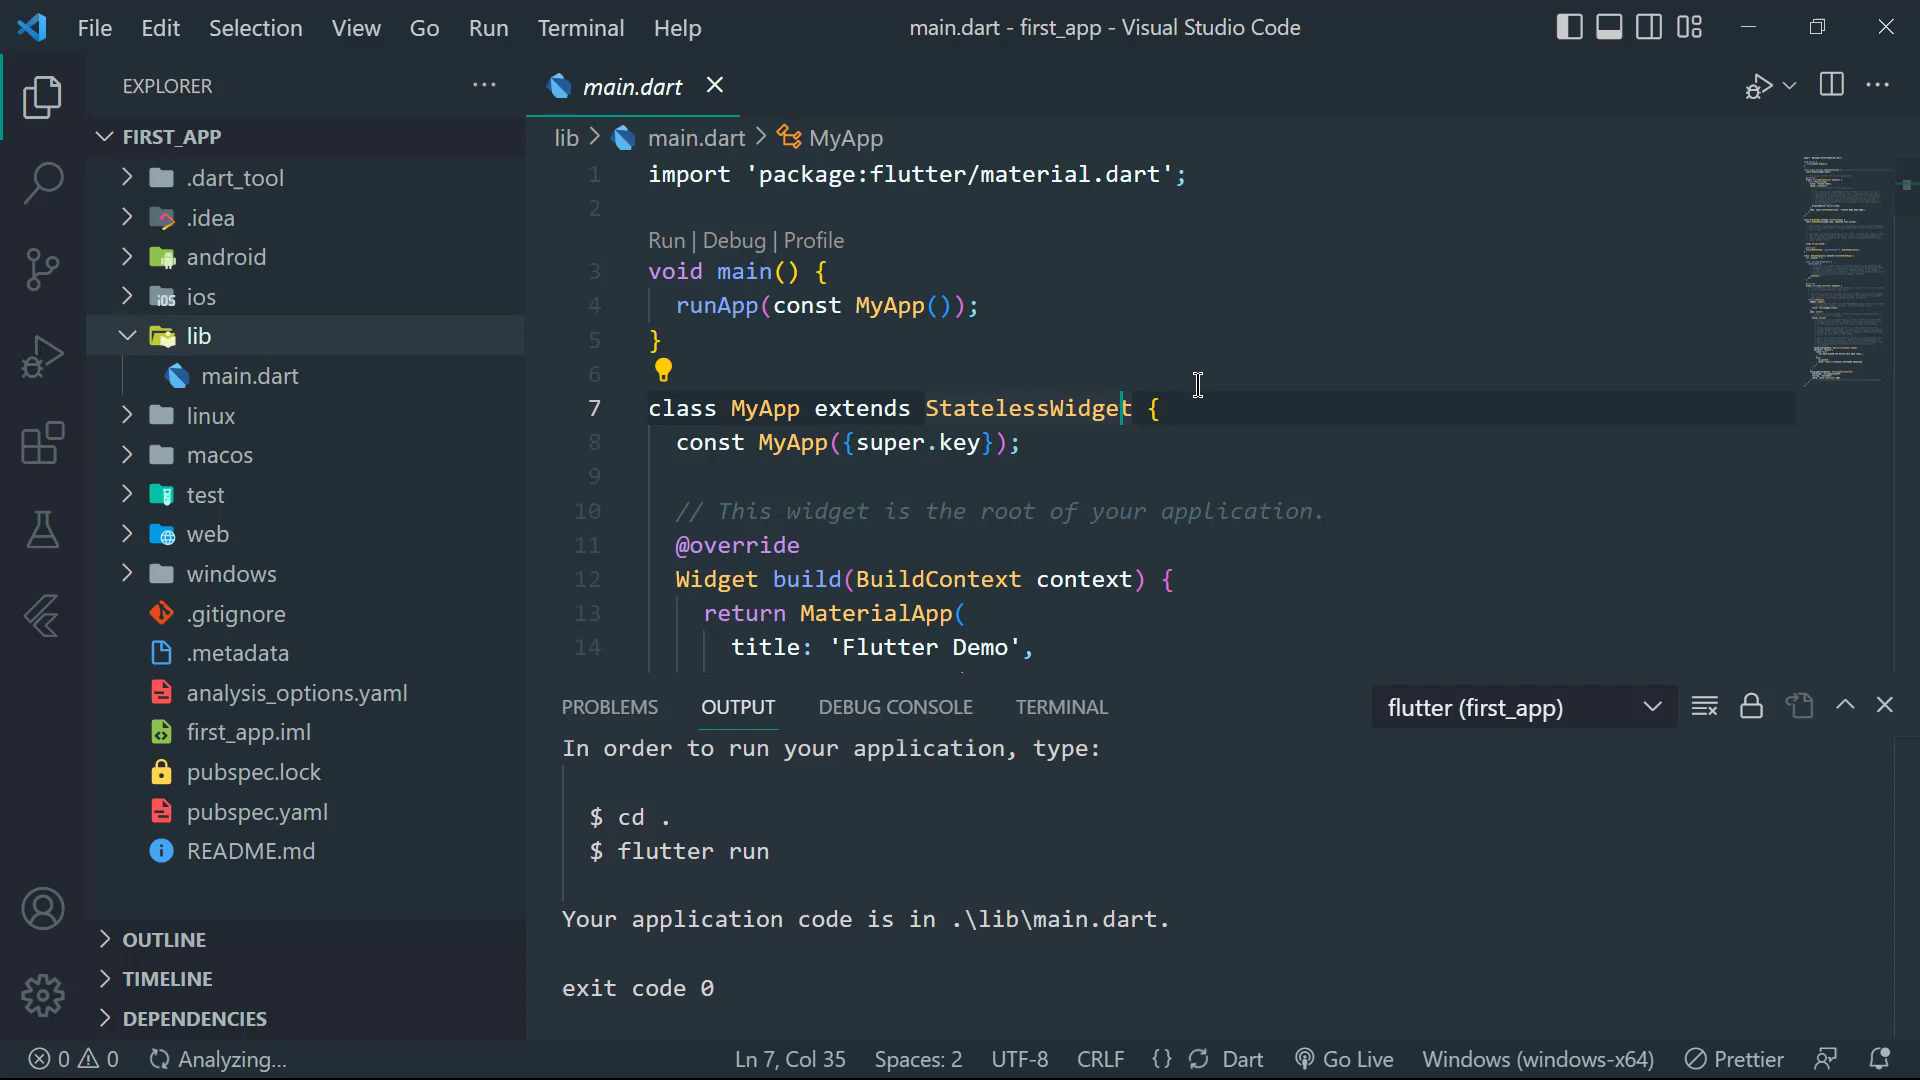 File Edit Selection View Go Run Terminal Help
main.dart - first_app - Visual Studio Code
EXPLORER
FIRST_APP
.dart_tool
.idea
android
ios
lib
main.dart
linux
macos
test
web
windows
.gitignore
.metadata
analysis_options.yaml
first_app.iml
pubspec.lock
pubspec.yaml
README.md
OUTLINE
TIMELINE
DEPENDENCIES
main.dart
lib > main.dart > MyApp
1 import 'package:flutter/material.dart';
2
Run | Debug | Profile
3 void main() {
4 runApp(const MyApp());
5 }
6
7 class MyApp extends StatelessWidget {
8 const MyApp({super.key});
9
10 // This widget is the root of your application.
11 @override
12 Widget build(BuildContext context) {
13 return MaterialApp(
14 title: 'Flutter Demo',
PROBLEMS OUTPUT DEBUG CONSOLE TERMINAL flutter (first_app)
In order to run your application, type:
$ cd .
$ flutter run
Your application code is in .\lib\main.dart.
exit code 0
0 0 Analyzing... Ln 7, Col 35 Spaces: 2 UTF-8 CRLF {} Dart Go Live Windows (windows-x64) Prettier